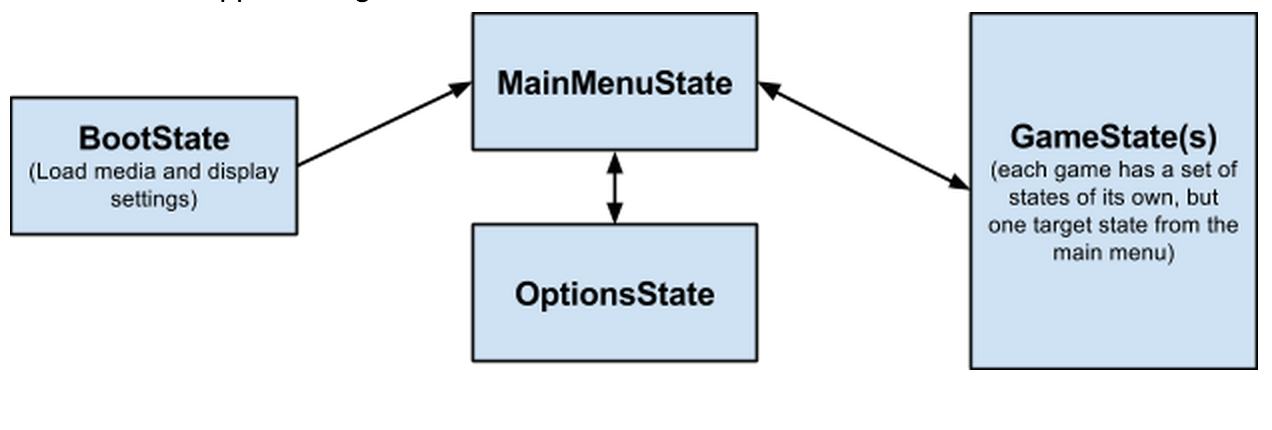 BootState
(Load media and display
settings)
MainMenuState
OptionsState
GameState(s)
(each game has a set of
states of its own, but
one target state from the
main menu)